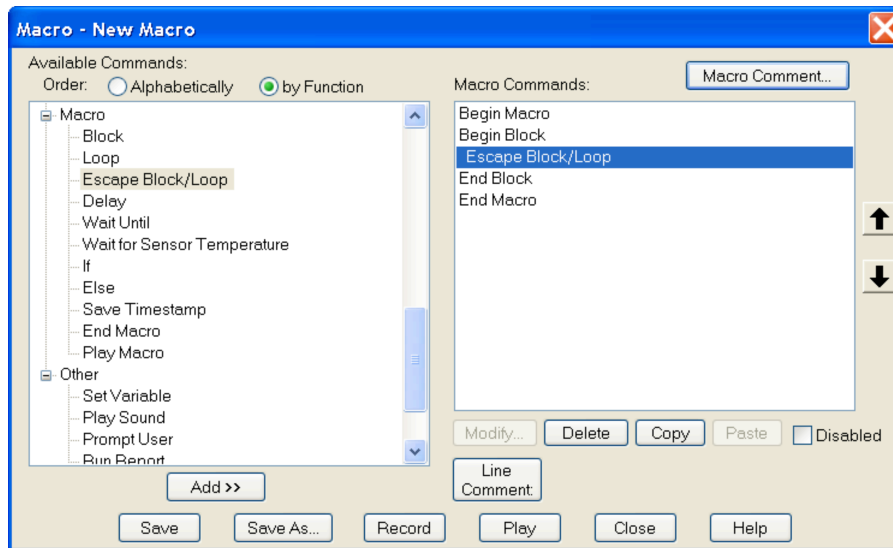 Macro - New Macro
Available Commands:
Order: Alphabetically by Function
Macro Commands:
Macro Comment...
Macro
Block
Loop
Escape Block/Loop
Delay
Wait Until
Wait for Sensor Temperature
If
Else
Save Timestamp
End Macro
Play Macro
Other
Set Variable
Play Sound
Prompt User
Run Report
Begin Macro
Begin Block
Escape Block/Loop
End Block
End Macro
Modify... Delete Copy Paste Disabled
Add >>
Line
Comment:
Save Save As... Record Play Close Help